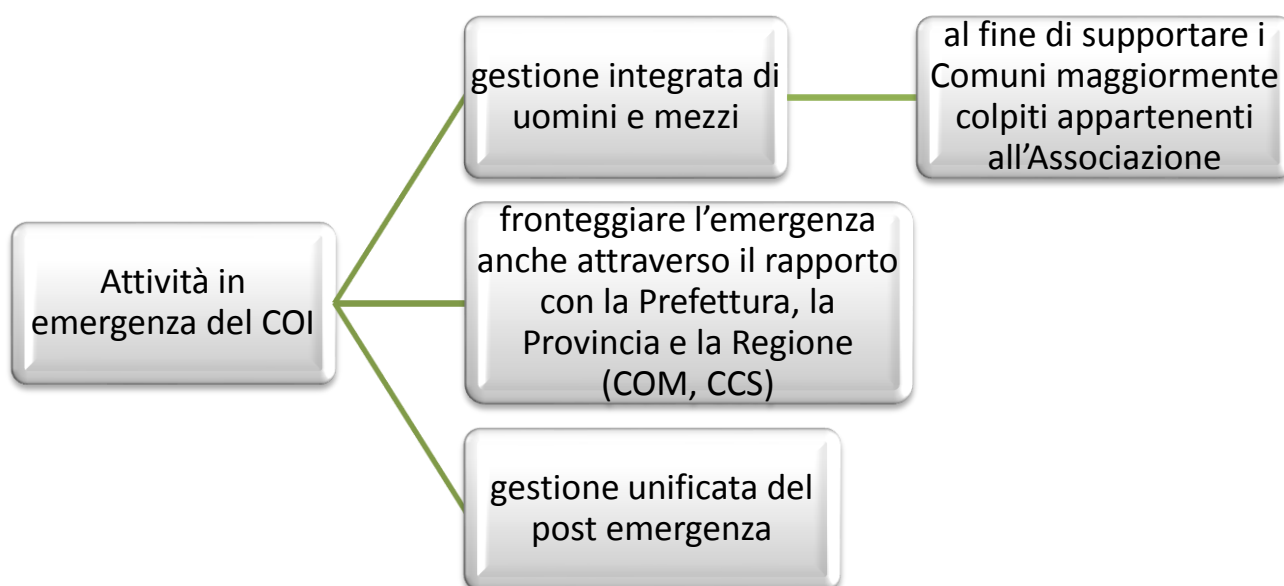 Attività in
emergenza del COI
gestione integrata di
uomini e mezzi
al fine di supportare i
Comuni maggiormente
colpiti appartenenti
all’Associazione
fronteggiare l’emergenza
anche attraverso il rapporto
con la Prefettura, la
Provincia e la Regione
(COM, CCS)
gestione unificata del
post emergenza